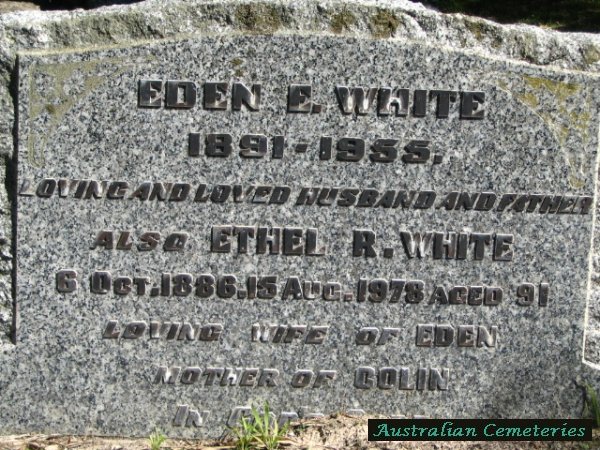 EDEN E. WHITE
1891-1955.
LOVING AND LOVED HUSBAND AND FATHER
ALSO ETHEL R. WHITE
6 OCT. 1886. 15 AUG. 1978 AGED 91
LOVING WIFE OF EDEN
MOTHER OF COLIN
IN
Australian Cemeteries